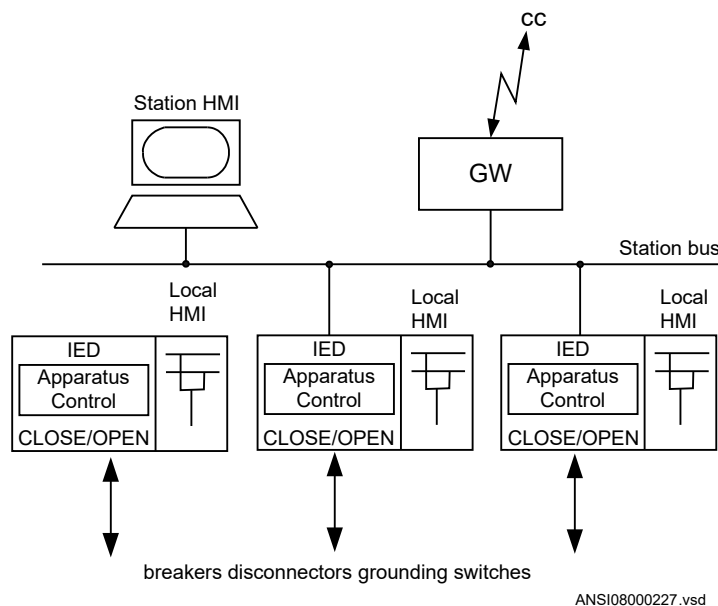 cc
Station HMI
GW
Station bus
Local
HMI
Local
HMI
Local
HMI
IED
Apparatus
Control
CLOSE/OPEN
IED
Apparatus
Control
CLOSE/OPEN
IED
Apparatus
Control
CLOSE/OPEN
breakers disconnectors grounding switches
ANSI08000227.vsd